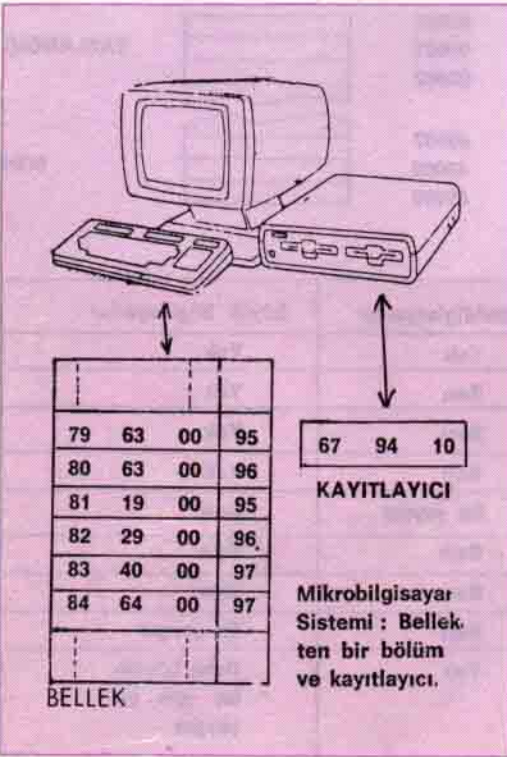 79 63 00 95
80 63 00 96
81 19 00 95
82 29 00 96
83 40 00 97
84 64 00 97
BELLEK
67 94 10
KAYITLAYICI
Mikrobilgisayar
Sistemi : Bellek
ten bir bölüm
ve kayıtlayıcı.